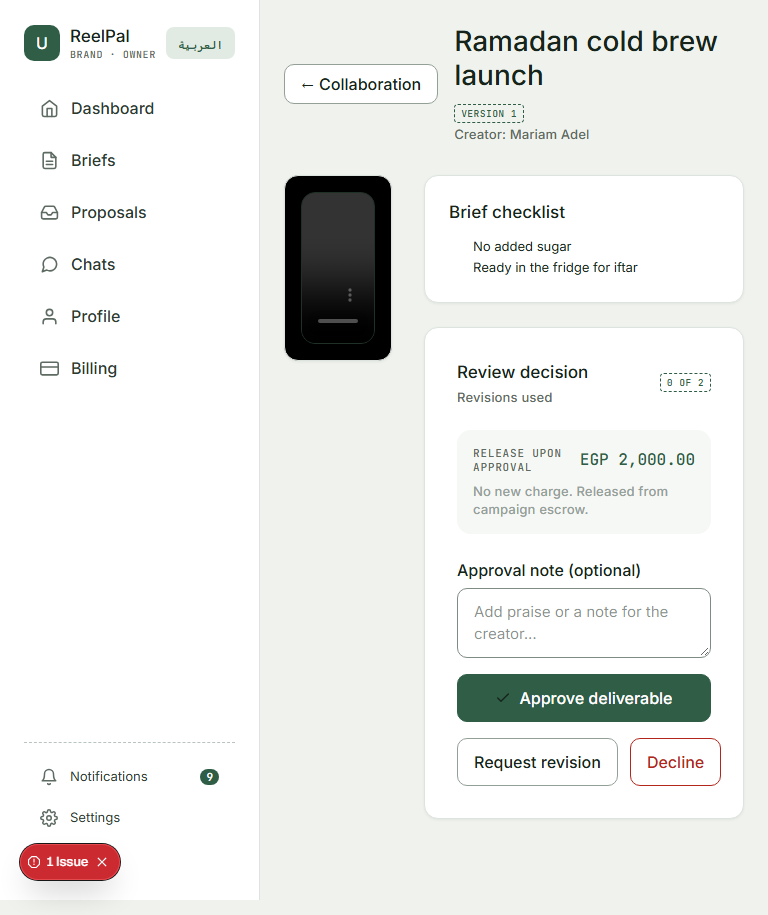 U
ReelPal
BRAND · OWNER
العربية
Dashboard
Briefs
Proposals
Chats
Profile
Billing
Notifications
9
Settings
1 Issue
← Collaboration
Ramadan cold brew
launch
VERSION 1
Creator: Mariam Adel
Brief checklist
No added sugar
Ready in the fridge for iftar
Review decision
Revisions used
0 OF 2
RELEASE UPON
APPROVAL
EGP 2,000.00
No new charge. Released from
campaign escrow.
Approval note (optional)
Add praise or a note for the
creator...
Approve deliverable
Request revision
Decline